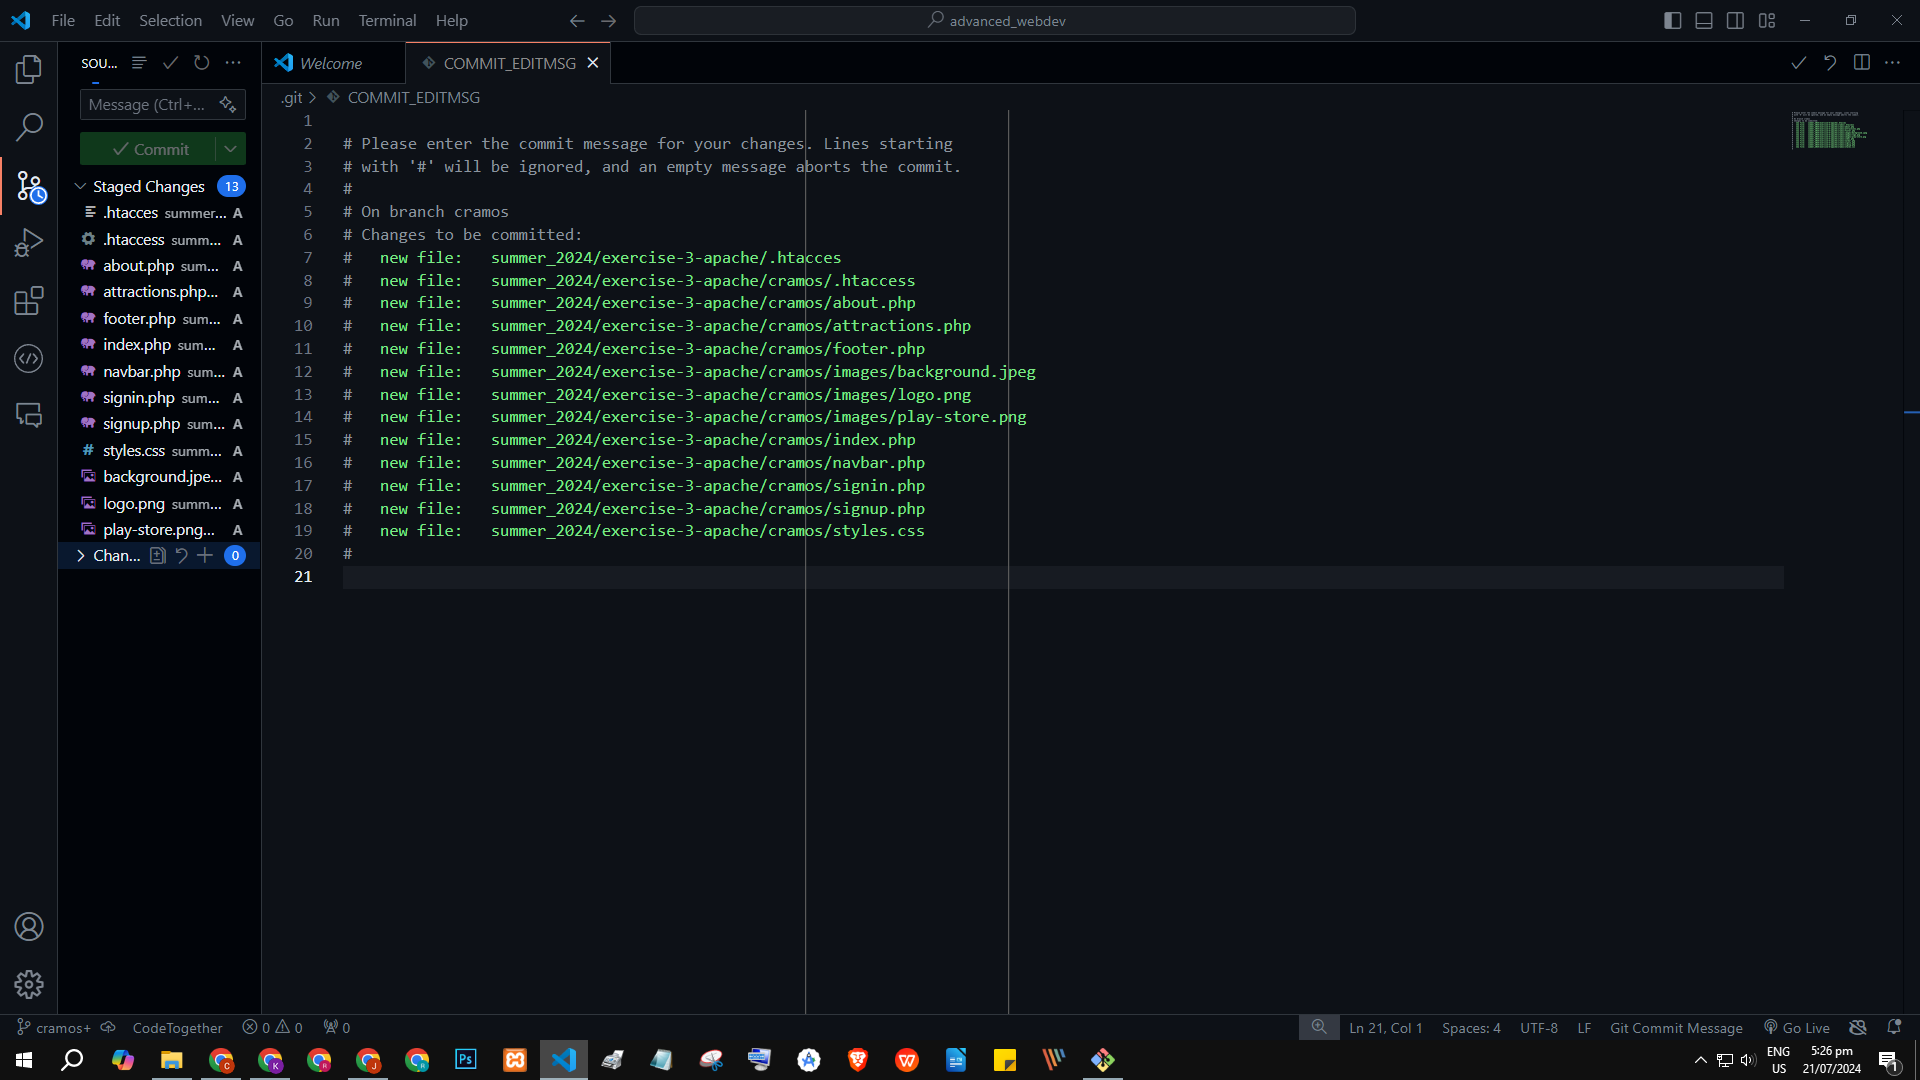 File Edit Selection View Go Run Terminal Help
advanced_webdev
SOU...
Welcome
COMMIT_EDITMSG
.git > COMMIT_EDITMSG
Message (Ctrl+...
Commit
Staged Changes 13
.htacces summer... A
.htaccess summ... A
about.php sum... A
attractions.php... A
footer.php sum... A
index.php sum... A
navbar.php sum... A
signin.php sum... A
signup.php sum... A
styles.css summ... A
background.jpe... A
logo.png summ... A
play-store.png... A
Chan... 0
1
2 # Please enter the commit message for your changes. Lines starting
3 # with '#' will be ignored, and an empty message aborts the commit.
4 #
5 # On branch cramos
6 # Changes to be committed:
7 # new file: summer_2024/exercise-3-apache/.htacces
8 # new file: summer_2024/exercise-3-apache/cramos/.htaccess
9 # new file: summer_2024/exercise-3-apache/cramos/about.php
10 # new file: summer_2024/exercise-3-apache/cramos/attractions.php
11 # new file: summer_2024/exercise-3-apache/cramos/footer.php
12 # new file: summer_2024/exercise-3-apache/cramos/images/background.jpeg
13 # new file: summer_2024/exercise-3-apache/cramos/images/logo.png
14 # new file: summer_2024/exercise-3-apache/cramos/images/play-store.png
15 # new file: summer_2024/exercise-3-apache/cramos/index.php
16 # new file: summer_2024/exercise-3-apache/cramos/navbar.php
17 # new file: summer_2024/exercise-3-apache/cramos/signin.php
18 # new file: summer_2024/exercise-3-apache/cramos/signup.php
19 # new file: summer_2024/exercise-3-apache/cramos/styles.css
20 #
21
cramos+ CodeTogether 0 0 0
Ln 21, Col 1 Spaces: 4 UTF-8 LF Git Commit Message Go Live
C K R J R Ps
ENG
US
5:26 pm
21/07/2024
1